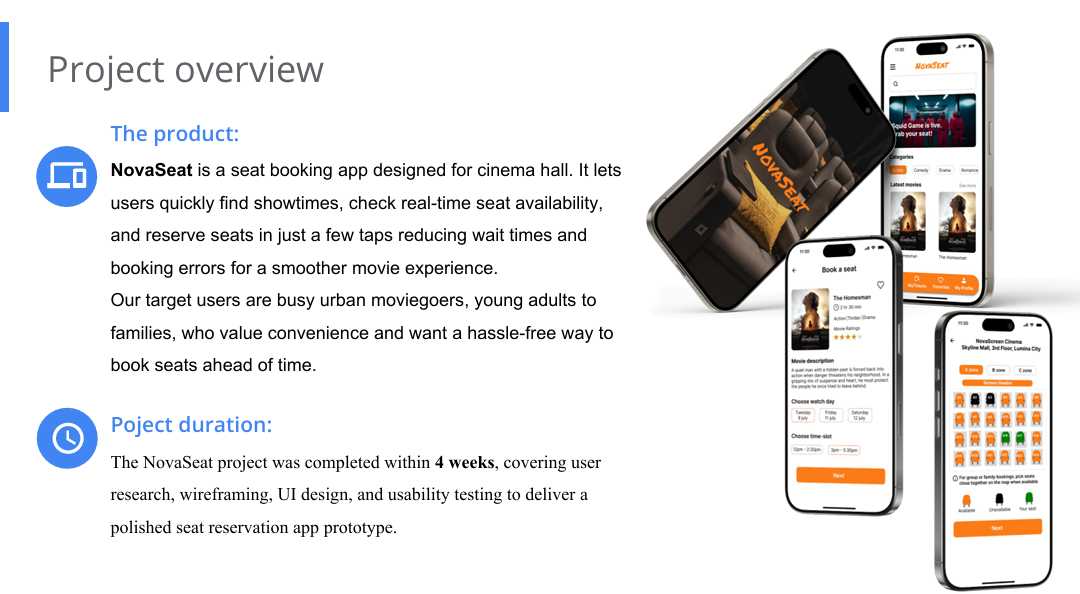 Project overview
The product:
NovaSeat is a seat booking app designed for cinema hall. It lets
users quickly find showtimes, check real-time seat availability,
and reserve seats in just a few taps reducing wait times and
booking errors for a smoother movie experience.
Our target users are busy urban moviegoers, young adults to
families, who value convenience and want a hassle-free way to
book seats ahead of time.
Poject duration:
The NovaSeat project was completed within 4 weeks, covering user
research, wireframing, UI design, and usability testing to deliver a
polished seat reservation app prototype.
NOVASEAT
11:30
NOVASEAT
quid Game is live.
rab your seat!
Categories
Comedy
Drama
Romance
Latest movies
See more
The Homesman
MyTickets
Favorites
My Profile
11:30
Book a seat
The Homesman
2 hr 30 min
Action|Thriller|Drama
Movie Ratings
Movie description
A quiet man with a hidden past is forced back into
action when danger threatens his neighborhood. In a
gripping mix of suspense and heart, he must protect
the people he once tried to leave behind.
Choose watch day
Tuesday
8 july
Friday
11 july
Saturday
12 july
Choose time-slot
12pm - 2:30pm
3pm - 5:30pm
Next
11:30
NovaScreen Cinema
Skyline Mall, 3rd Floor, Lumina City
A zone
B zone
C zone
Screen theatre
For group or family bookings, pick seats
close together on the map when available
Available
Unavailable
Your seat
Next